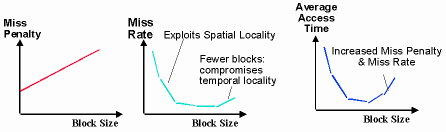 Miss
Penalty
Block Size
Miss
Rate
Exploits Spatial Locality
Fewer blocks:
compromises
temporal locality
Block Size
Average
Access
Time
Increased Miss Penalty
& Miss Rate
Block Size